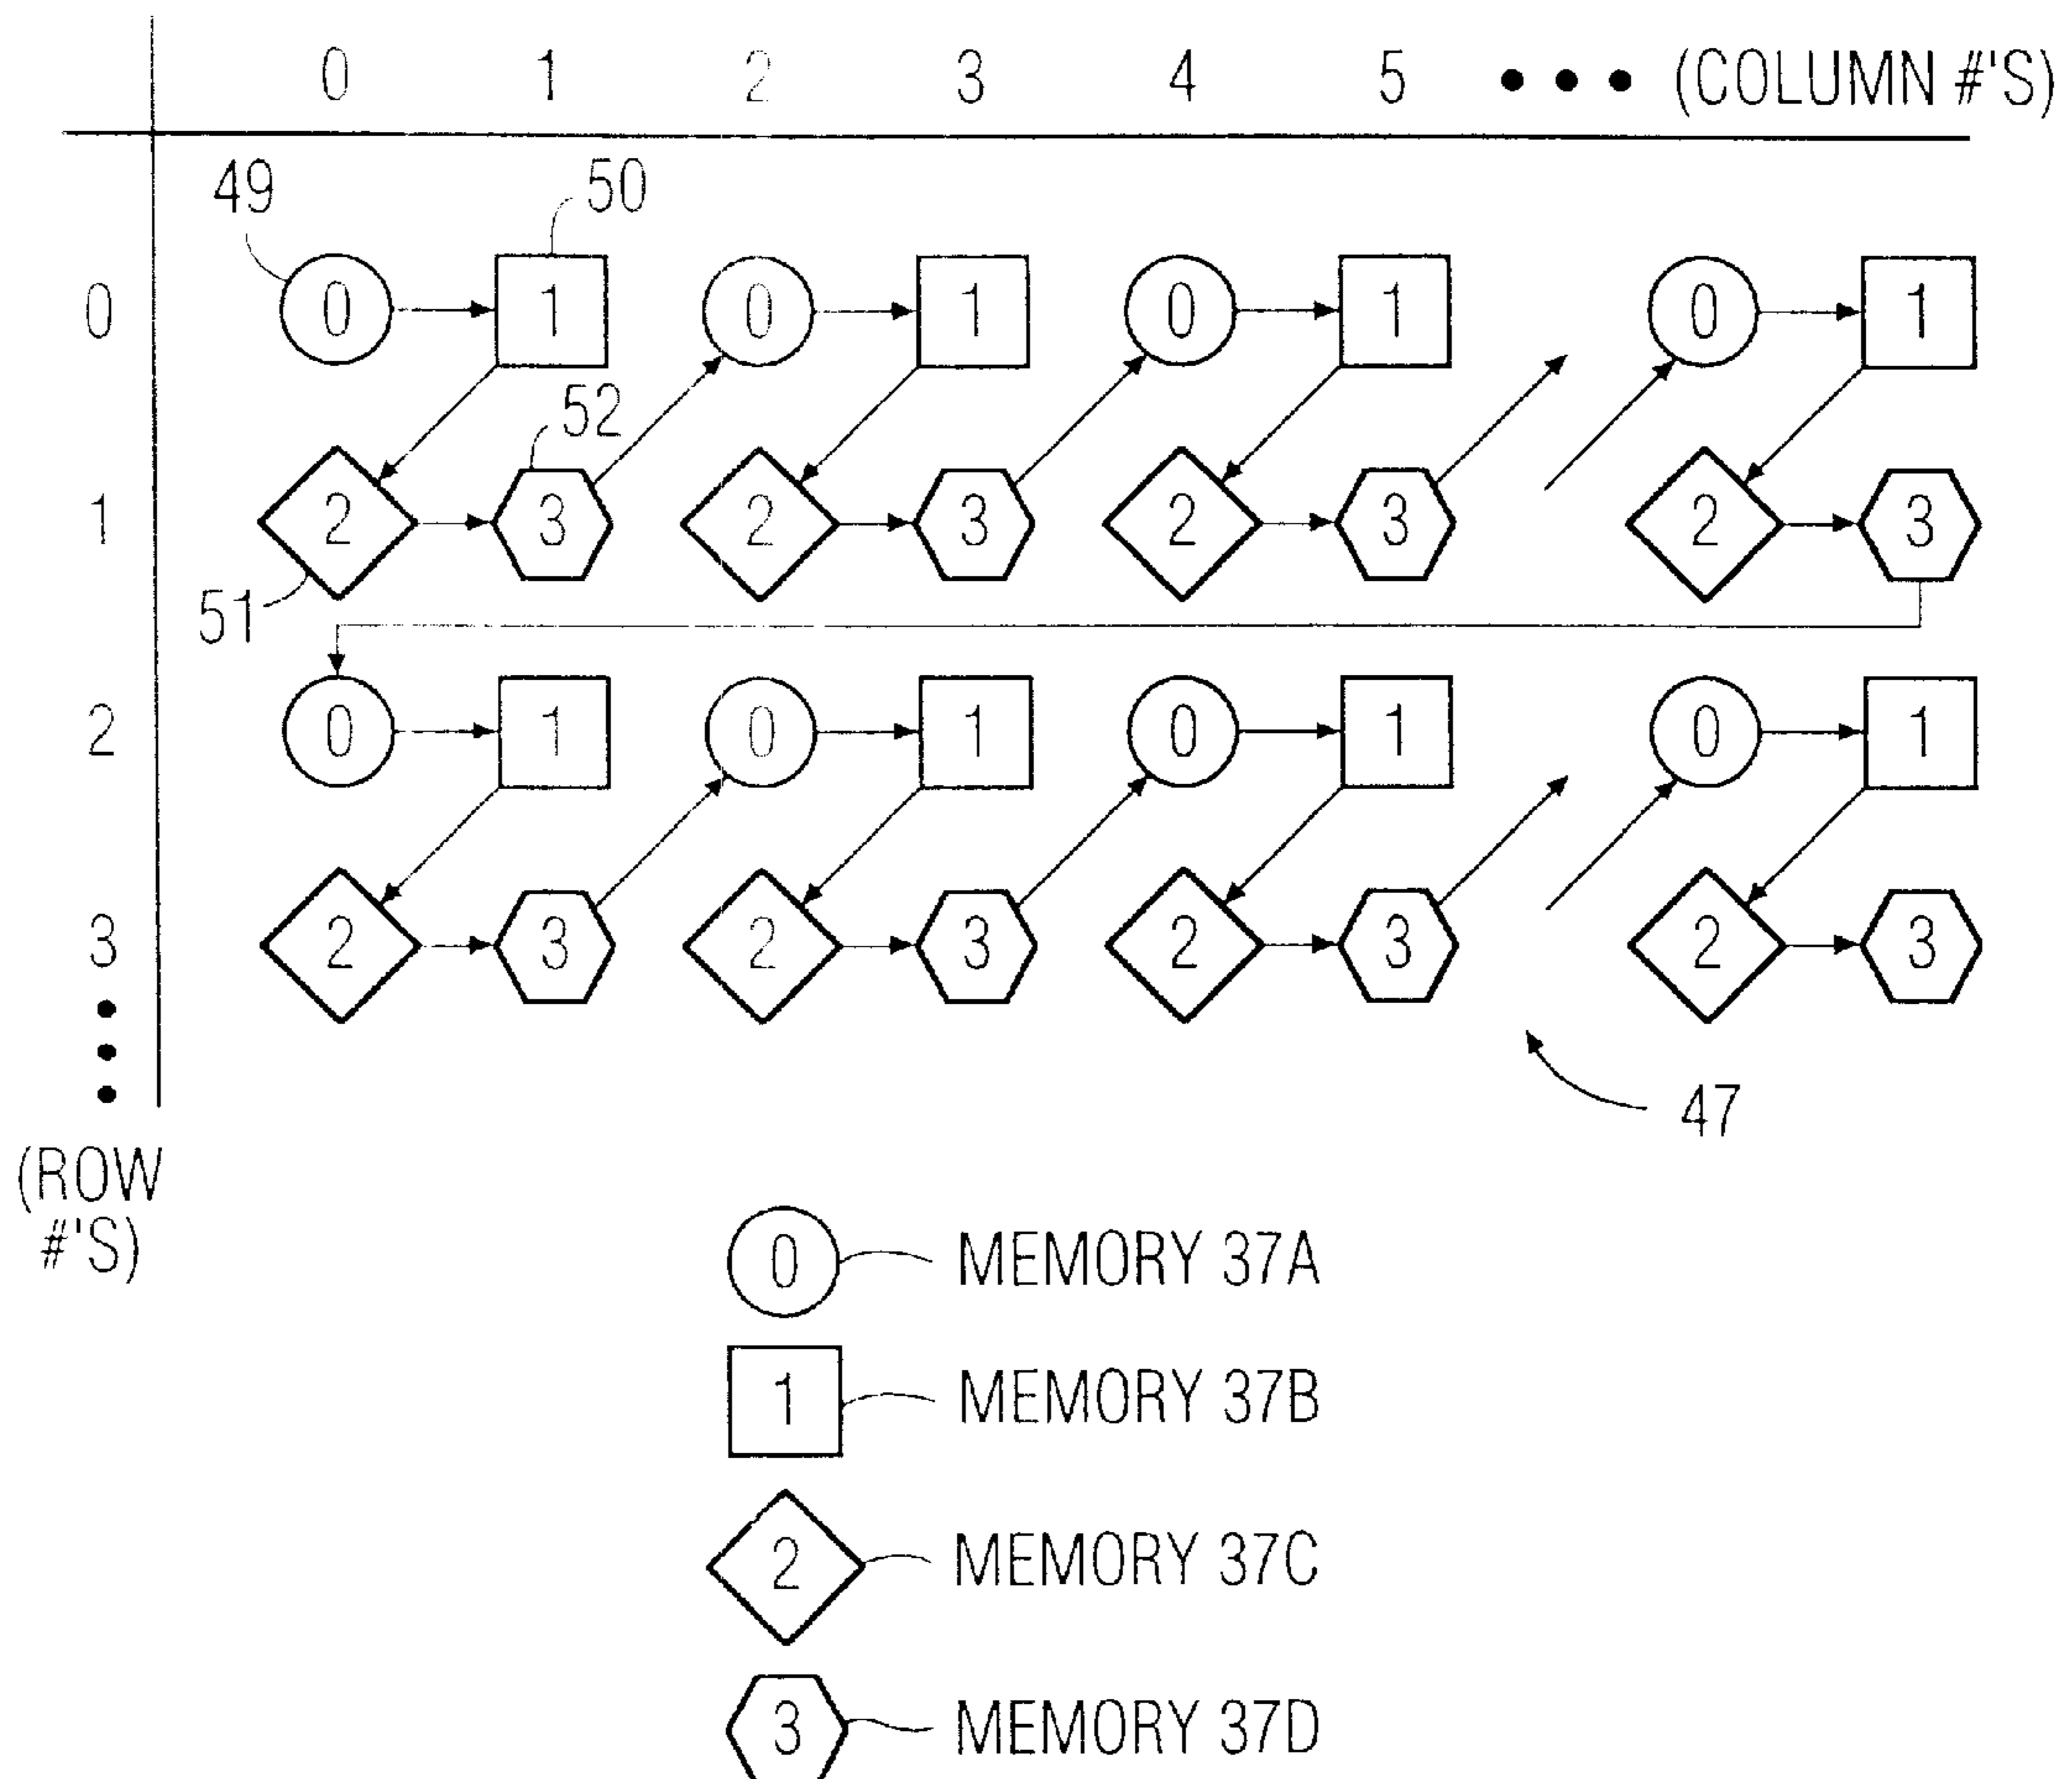 0 1 2 3 4 5 ••• (COLUMN #'S)
49 50
0 0 1 0 1 0 1 0 1
52
1 2 3 2 3 2 3 2 3
51
2 0 1 0 1 0 1 0 1
3 2 3 2 3 2 3 2 3
47
(ROW
#'S)
0 MEMORY 37A
1 MEMORY 37B
2 MEMORY 37C
3 MEMORY 37D